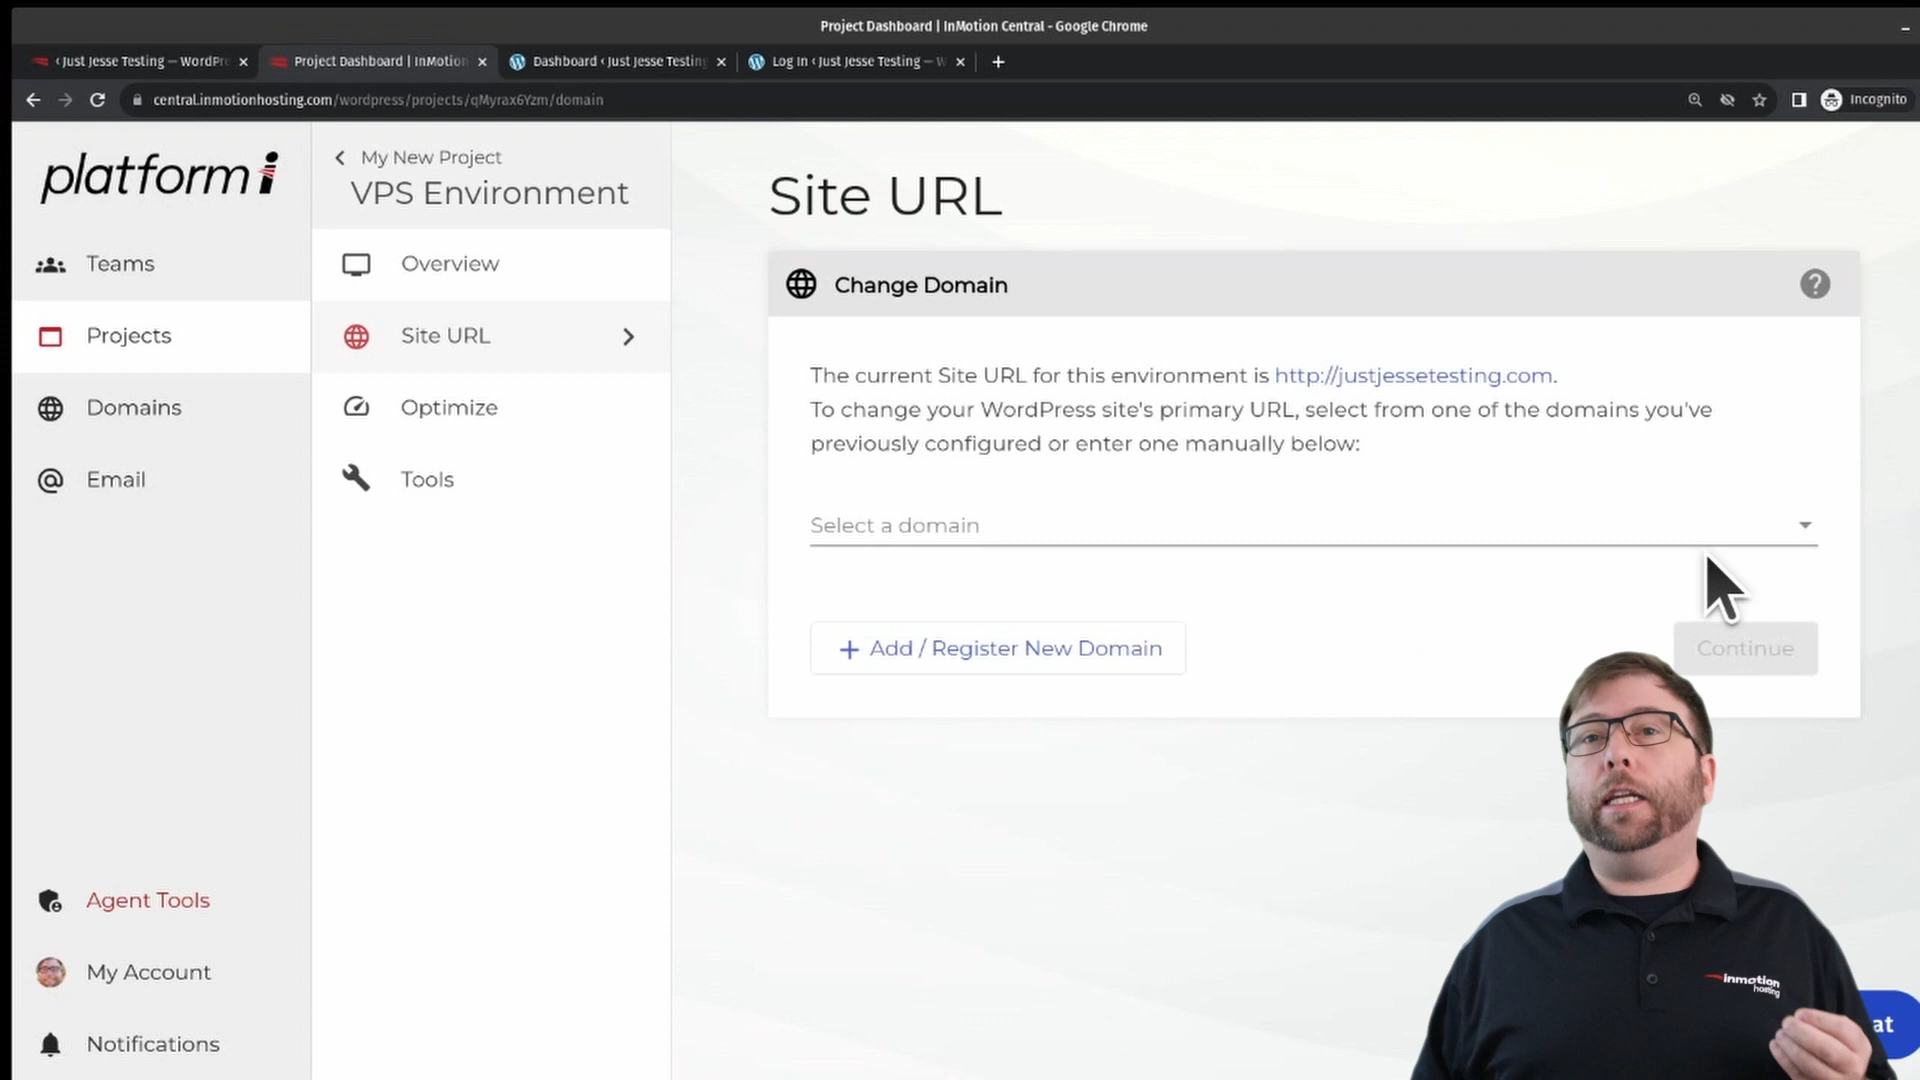 Project Dashboard | InMotion Central - Google Chrome
‹ Just Jesse Testing — WordPr
Project Dashboard | InMotion
Dashboard ‹ Just Jesse Testing
Log In ‹ Just Jesse Testing — W
central.inmotionhosting.com/wordpress/projects/qMyrax6Yzm/domain
Incognito
platform i
Teams
Projects
Domains
Email
Agent Tools
My Account
Notifications
My New Project
VPS Environment
Overview
Site URL
Optimize
Tools
Site URL
Change Domain
The current Site URL for this environment is http://justjessetesting.com.
To change your WordPress site's primary URL, select from one of the domains you've
previously configured or enter one manually below:
Select a domain
+ Add / Register New Domain
Continue
inmotion
hosting
at